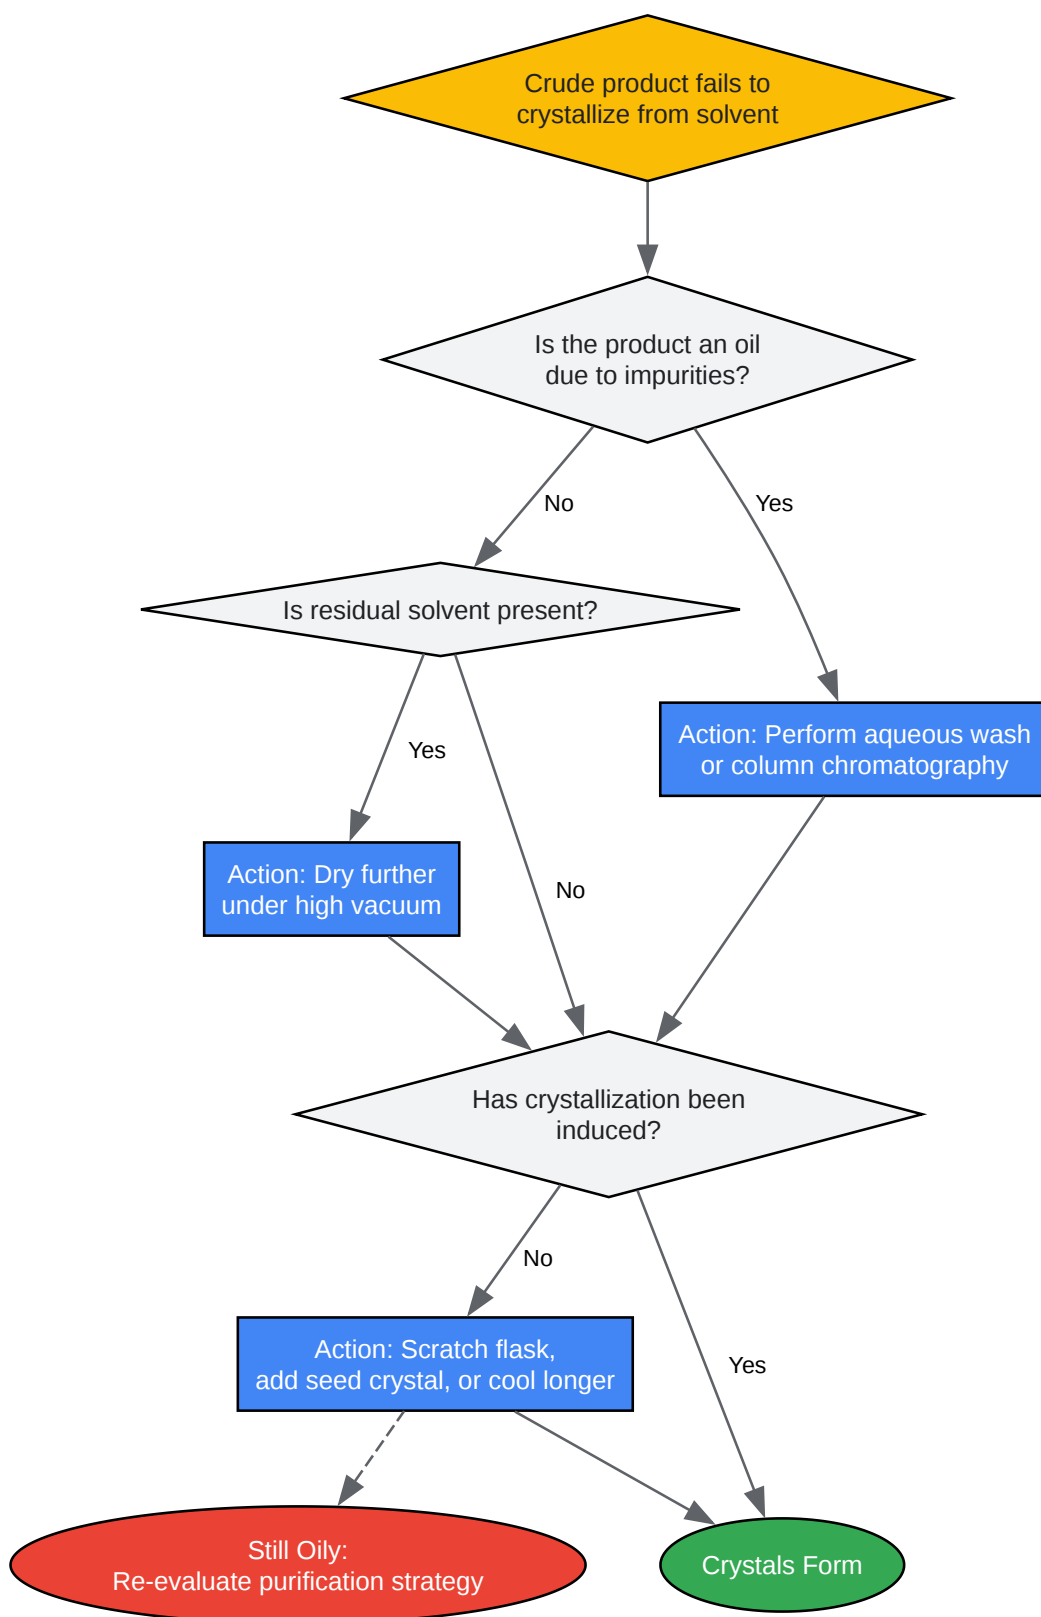 Crude product fails to
crystallize from solvent
Is the product an oil
due to impurities?
No
Yes
Is residual solvent present?
Action: Perform aqueous wash
or column chromatography
Yes
Action: Dry further
under high vacuum
No
Has crystallization been
induced?
No
Action: Scratch flask,
add seed crystal, or cool longer
Yes
Still Oily:
Re-evaluate purification strategy
Crystals Form